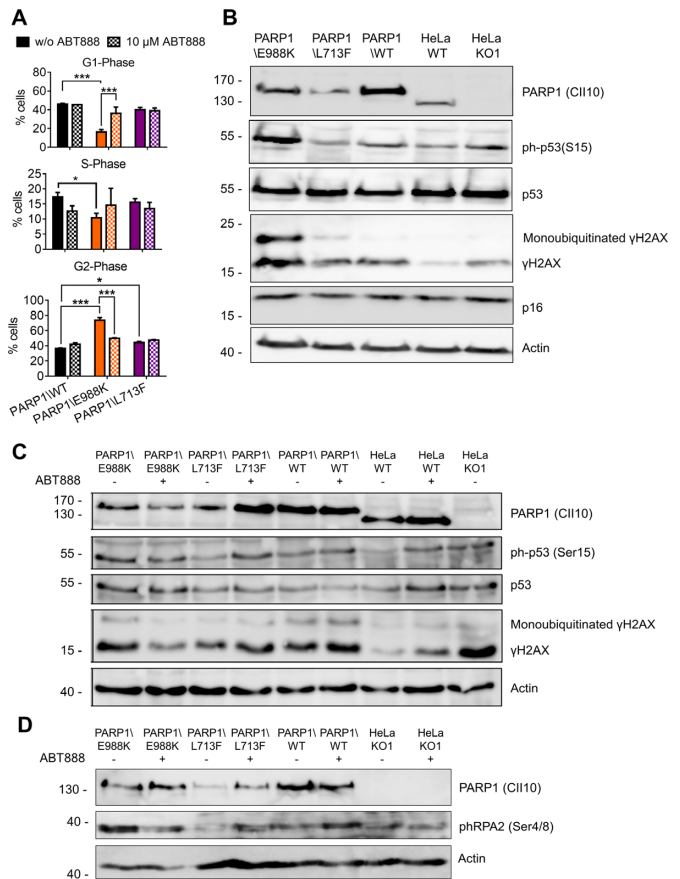 A
w/o ABT888
10 µM ABT888
G1-Phase
***
***
80
60
40
20
0
% cells
S-Phase
*
25
20
15
10
5
0
% cells
G2-Phase
*
***
***
100
80
60
40
20
0
% cells
PARP1\WT
PARP1\E988K
PARP1\L713F
B
PARP1 PARP1 PARP1 HeLa HeLa
\E988K \L713F \WT WT KO1
170 -
130 -
PARP1 (CII10)
55 -
ph-p53(S15)
55 -
p53
25 -
Monoubiquitinated γH2AX
γH2AX
15 -
p16
15 -
40 -
Actin
C
PARP1\ PARP1\ PARP1\ PARP1\ PARP1\ PARP1\ HeLa HeLa HeLa
E988K E988K L713F L713F WT WT WT WT KO1
ABT888 - + - + - + - + -
170 -
130 -
PARP1 (CII10)
55 -
ph-p53 (Ser15)
55 -
p53
Monoubiquitinated γH2AX
15 -
γH2AX
40 -
Actin
D
PARP1\ PARP1\ PARP1\ PARP1\ PARP1\ PARP1\ HeLa HeLa
E988K E988K L713F L713F WT WT KO1 KO1
ABT888 - + - + - + - +
130 -
PARP1 (CII10)
40 -
phRPA2 (Ser4/8)
Actin
40 -